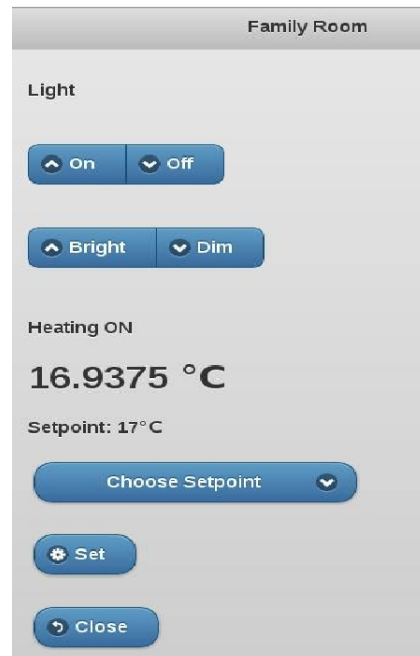 Family Room
Light
On Off
Bright Dim
Heating ON
16.9375 °C
Setpoint: 17°C
Choose Setpoint
Set
Close